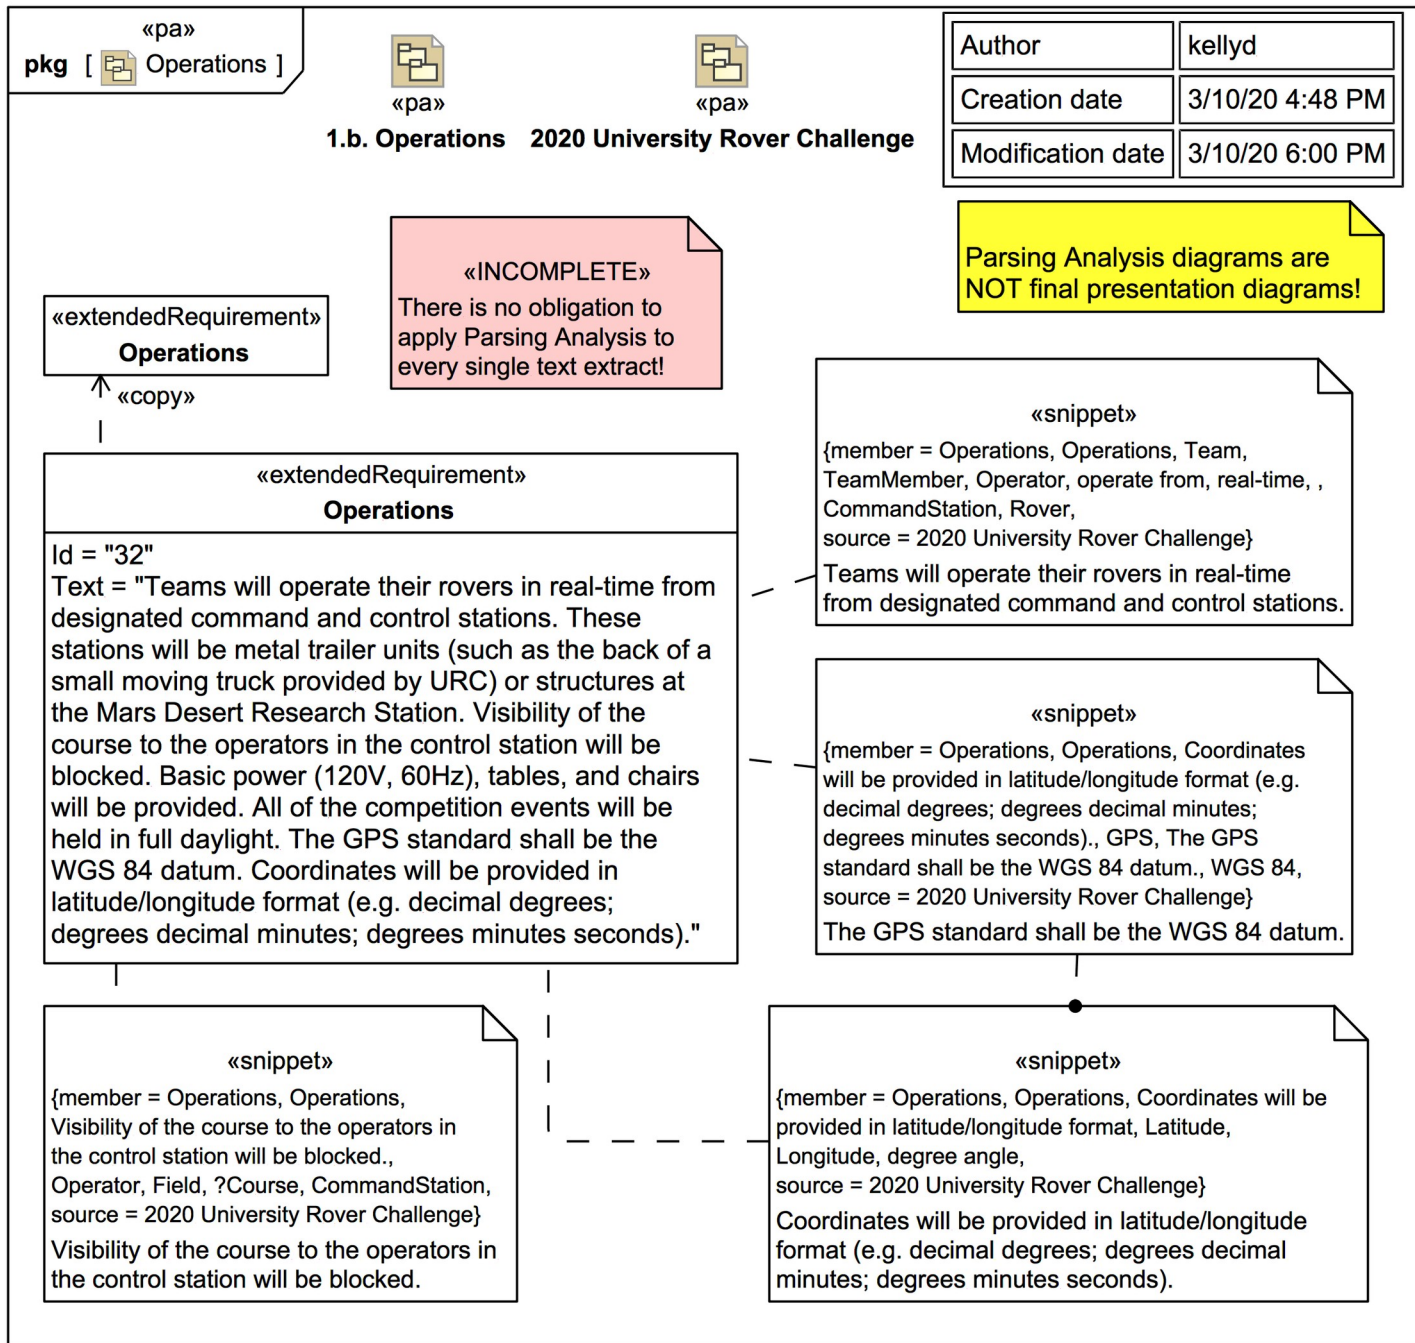 «pa»
pkg [ Operations ]
«pa»
1.b. Operations
«pa»
2020 University Rover Challenge
Author kellyd
Creation date 3/10/20 4:48 PM
Modification date 3/10/20 6:00 PM
«INCOMPLETE»
There is no obligation to
apply Parsing Analysis to
every single text extract!
Parsing Analysis diagrams are
NOT final presentation diagrams!
«extendedRequirement»
Operations
«copy»
«extendedRequirement»
Operations
Id = "32"
Text = "Teams will operate their rovers in real-time from
designated command and control stations. These
stations will be metal trailer units (such as the back of a
small moving truck provided by URC) or structures at
the Mars Desert Research Station. Visibility of the
course to the operators in the control station will be
blocked. Basic power (120V, 60Hz), tables, and chairs
will be provided. All of the competition events will be
held in full daylight. The GPS standard shall be the
WGS 84 datum. Coordinates will be provided in
latitude/longitude format (e.g. decimal degrees;
degrees decimal minutes; degrees minutes seconds)."
«snippet»
{member = Operations, Operations, Team,
TeamMember, Operator, operate from, real-time, ,
CommandStation, Rover,
source = 2020 University Rover Challenge}
Teams will operate their rovers in real-time
from designated command and control stations.
«snippet»
{member = Operations, Operations, Coordinates
will be provided in latitude/longitude format (e.g.
decimal degrees; degrees decimal minutes;
degrees minutes seconds)., GPS, The GPS
standard shall be the WGS 84 datum., WGS 84,
source = 2020 University Rover Challenge}
The GPS standard shall be the WGS 84 datum.
«snippet»
{member = Operations, Operations,
Visibility of the course to the operators in
the control station will be blocked.,
Operator, Field, ?Course, CommandStation,
source = 2020 University Rover Challenge}
Visibility of the course to the operators in
the control station will be blocked.
«snippet»
{member = Operations, Operations, Coordinates will be
provided in latitude/longitude format, Latitude,
Longitude, degree angle,
source = 2020 University Rover Challenge}
Coordinates will be provided in latitude/longitude
format (e.g. decimal degrees; degrees decimal
minutes; degrees minutes seconds).